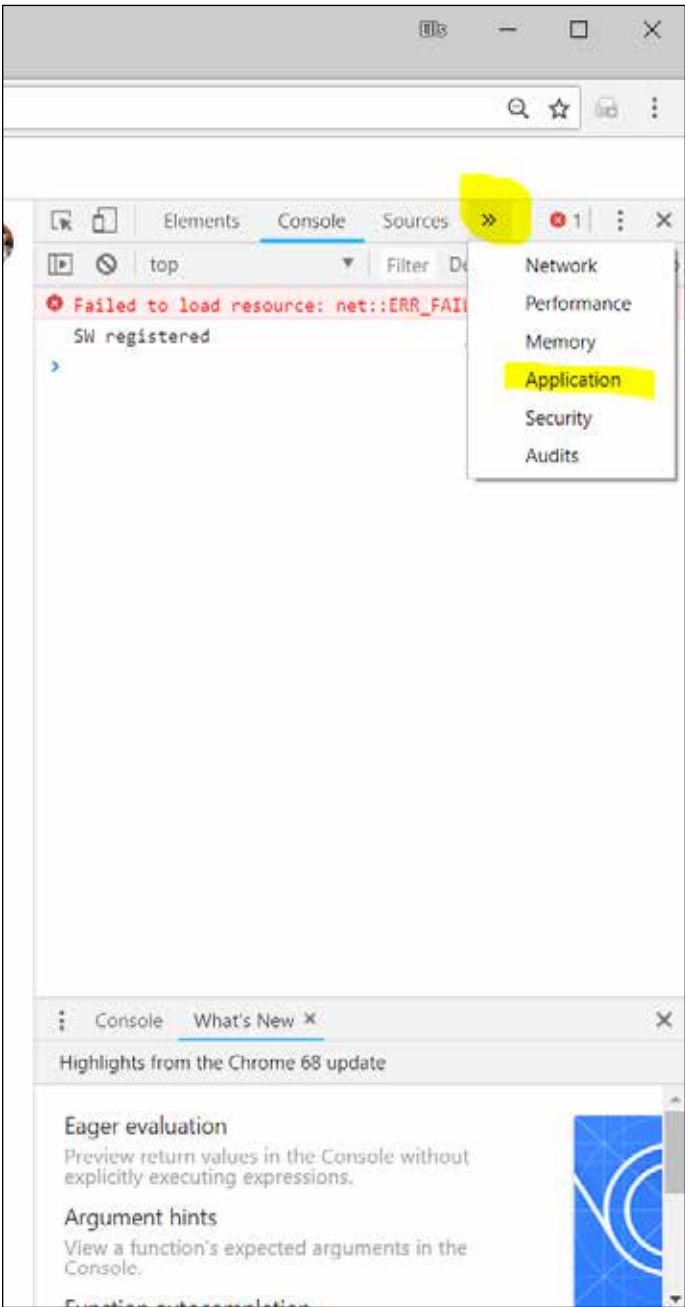 Elements Console Sources » 1
top Filter
Network
Performance
Memory
Application
Security
Audits
Failed to load resource: net::ERR_FAI
SW registered
>
Console What's New ×
Highlights from the Chrome 68 update
Eager evaluation
Preview return values in the Console without
explicitly executing expressions.
Argument hints
View a function's expected arguments in the
Console.
Function autocompletion